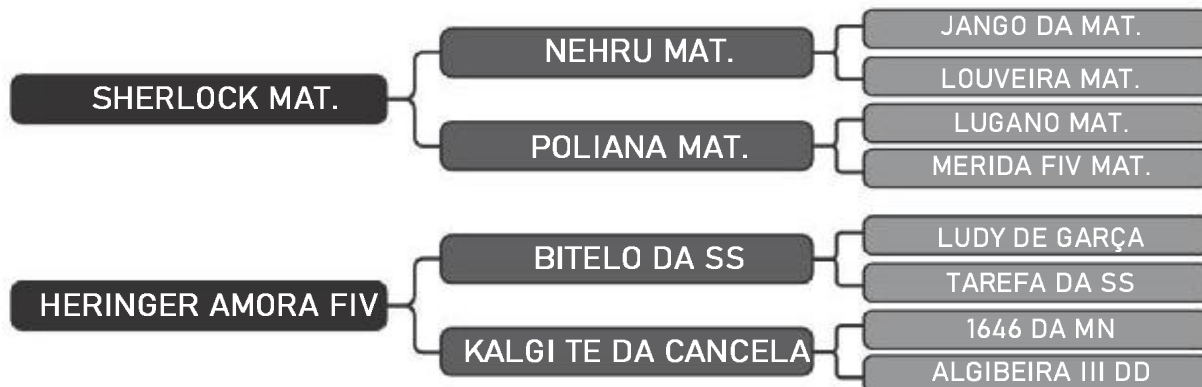 SHERLOCK MAT.
NEHRU MAT.
JANGO DA MAT.
LOUVEIRA MAT.
POLIANA MAT.
LUGANO MAT.
MERIDA FIV MAT.
HERINGER AMORA FIV
BITELO DA SS
LUDY DE GARÇA
TAREFA DA SS
KALGI TE DA CANCELA
1646 DA MN
ALGIBEIRA III DD